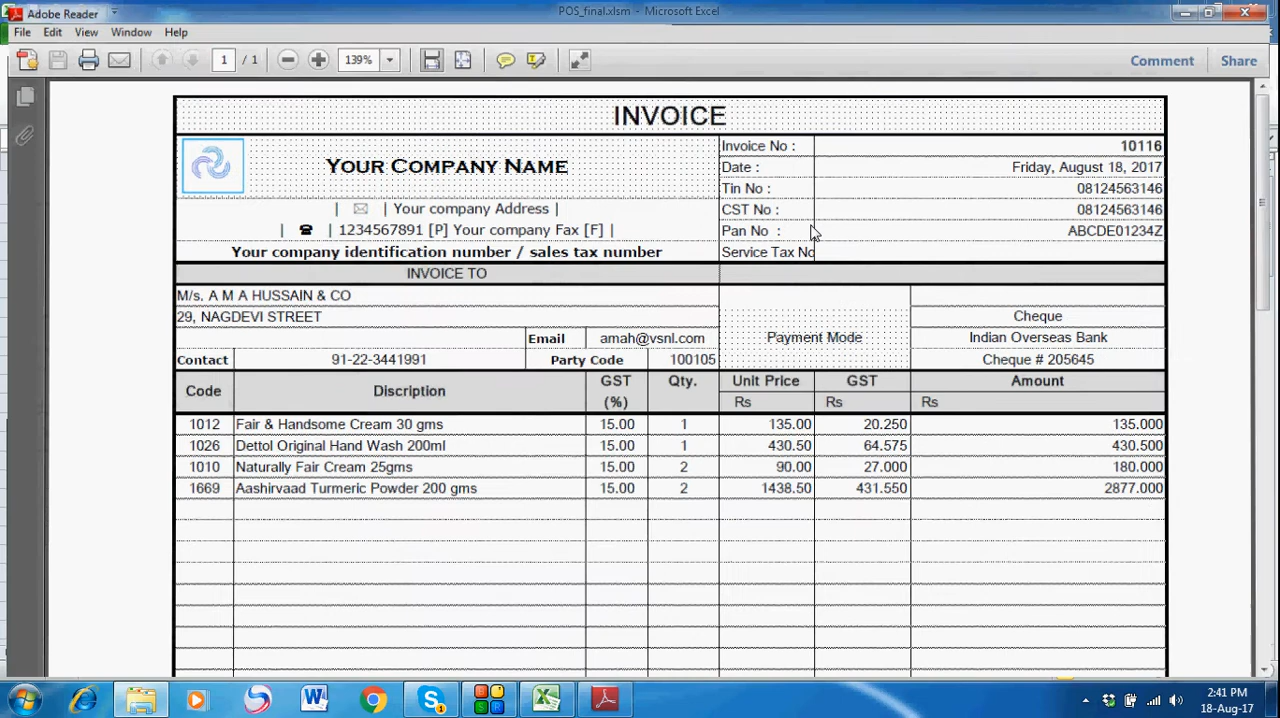 Adobe Reader
POS_final.xlsm - Microsoft Excel
File Edit View Window Help
1 / 1 139% Comment Share
INVOICE
YOUR COMPANY NAME
| Your company Address |
| 1234567891 [P] Your company Fax [F] |
Your company identification number / sales tax number
Invoice No : 10116
Date : Friday, August 18, 2017
Tin No : 08124563146
CST No : 08124563146
Pan No : ABCDE01234Z
Service Tax No
INVOICE TO
M/s. A M A HUSSAIN & CO
29, NAGDEVI STREET
Email amah@vsnl.com
Contact 91-22-3441991 Party Code 100105
Payment Mode
Cheque
Indian Overseas Bank
Cheque # 205645
Code Discription GST (%) Qty. Unit Price GST Amount
Rs Rs Rs
1012 Fair & Handsome Cream 30 gms 15.00 1 135.00 20.250 135.000
1026 Dettol Original Hand Wash 200ml 15.00 1 430.50 64.575 430.500
1010 Naturally Fair Cream 25gms 15.00 2 90.00 27.000 180.000
1669 Aashirvaad Turmeric Powder 200 gms 15.00 2 1438.50 431.550 2877.000
2:41 PM
18-Aug-17